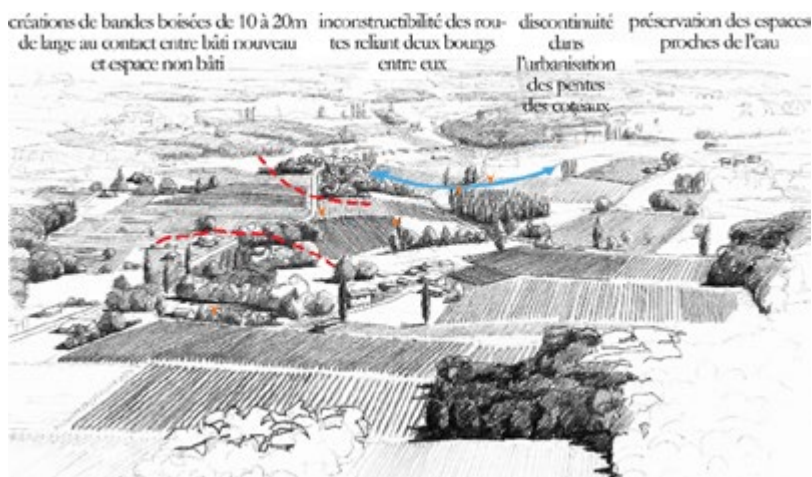 créations de bandes boisées de 10 à 20m
de large au contact entre bâti nouveau
et espace non bâti
inconstructibilité des rou-
tes reliant deux bourgs
entre eux
discontinuité
dans
l'urbanisation
des pentes
des coteaux
préservation des espaces
proches de l'eau